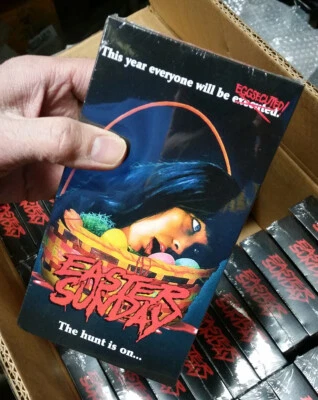 This year everyone will be executed.
EGGSECUTED!
EASTER
SUNDAY
The hunt is on...